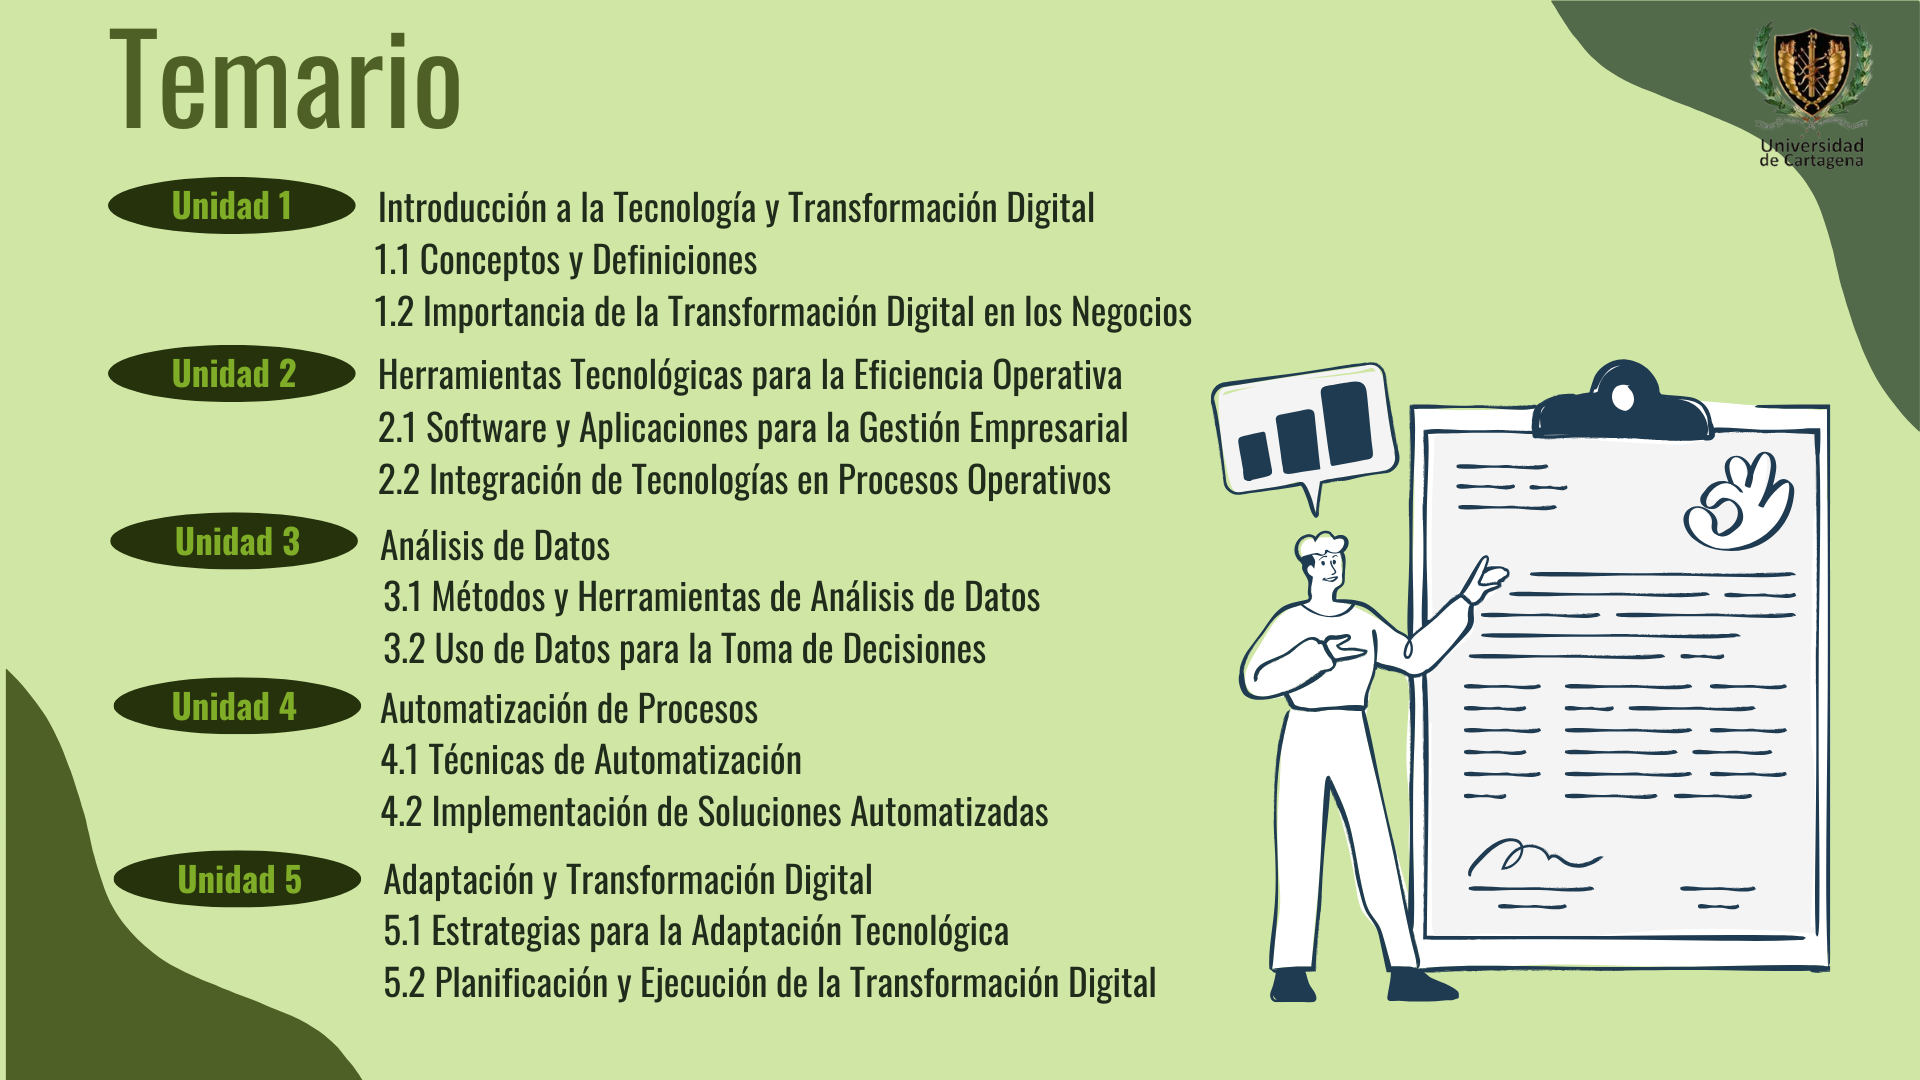 Temario
Universidad
de Cartagena
Unidad 1
Introducción a la Tecnología y Transformación Digital
1.1 Conceptos y Definiciones
1.2 Importancia de la Transformación Digital en los Negocios
Unidad 2
Herramientas Tecnológicas para la Eficiencia Operativa
2.1 Software y Aplicaciones para la Gestión Empresarial
2.2 Integración de Tecnologías en Procesos Operativos
Unidad 3
Análisis de Datos
3.1 Métodos y Herramientas de Análisis de Datos
3.2 Uso de Datos para la Toma de Decisiones
Unidad 4
Automatización de Procesos
4.1 Técnicas de Automatización
4.2 Implementación de Soluciones Automatizadas
Unidad 5
Adaptación y Transformación Digital
5.1 Estrategias para la Adaptación Tecnológica
5.2 Planificación y Ejecución de la Transformación Digital